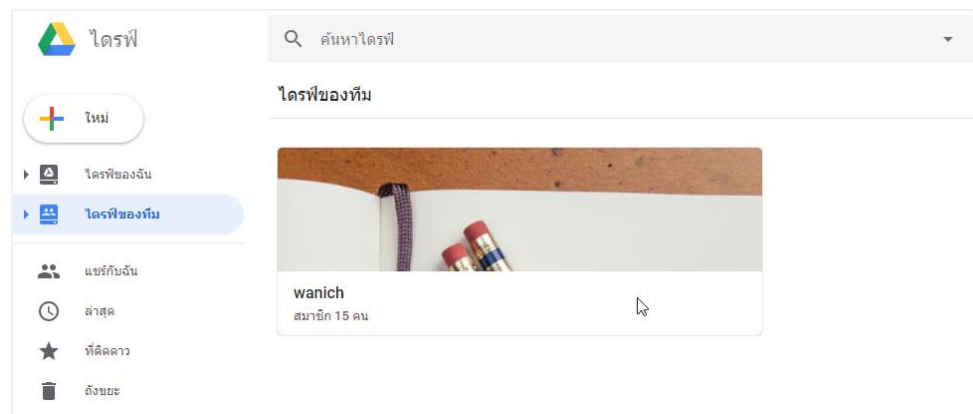 ไดรฟ์
ค้นหาไดรฟ์
ใหม่
ไดรฟ์ของทีม
ไดรฟ์ของฉัน
ไดรฟ์ของทีม
แชร์กับฉัน
ล่าสุด
ที่ติดดาว
ถังขยะ
wanich
สมาชิก 15 คน